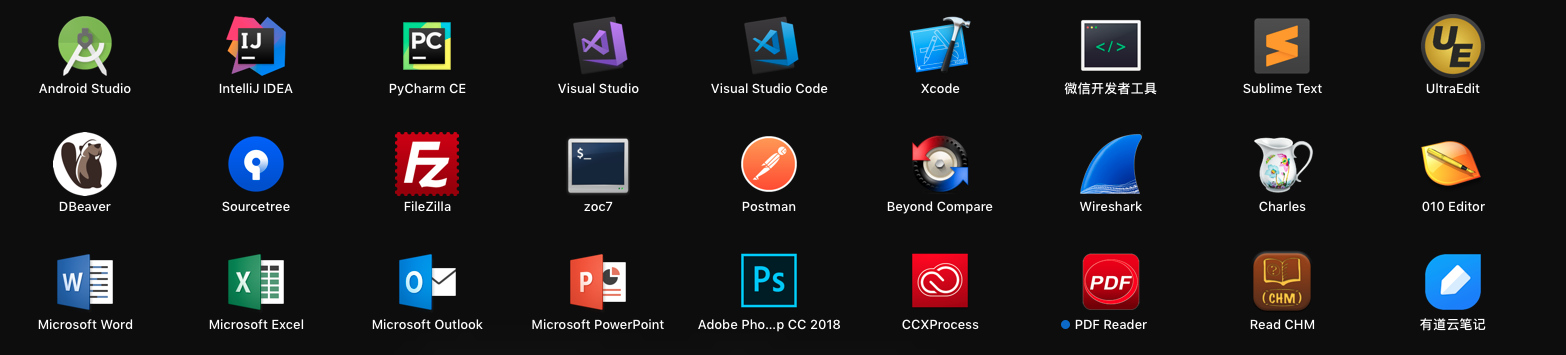 IJ
PC
</>
UE
Android Studio
IntelliJ IDEA
PyCharm CE
Visual Studio
Visual Studio Code
Xcode
微信开发者工具
Sublime Text
UltraEdit
$_
Fz
DBeaver
Sourcetree
FileZilla
zoc7
Postman
Beyond Compare
Wireshark
Charles
010 Editor
W
X
O
P
Ps
PDF
(CHM)
Microsoft Word
Microsoft Excel
Microsoft Outlook
Microsoft PowerPoint
Adobe Pho...p CC 2018
CCXProcess
PDF Reader
Read CHM
有道云笔记